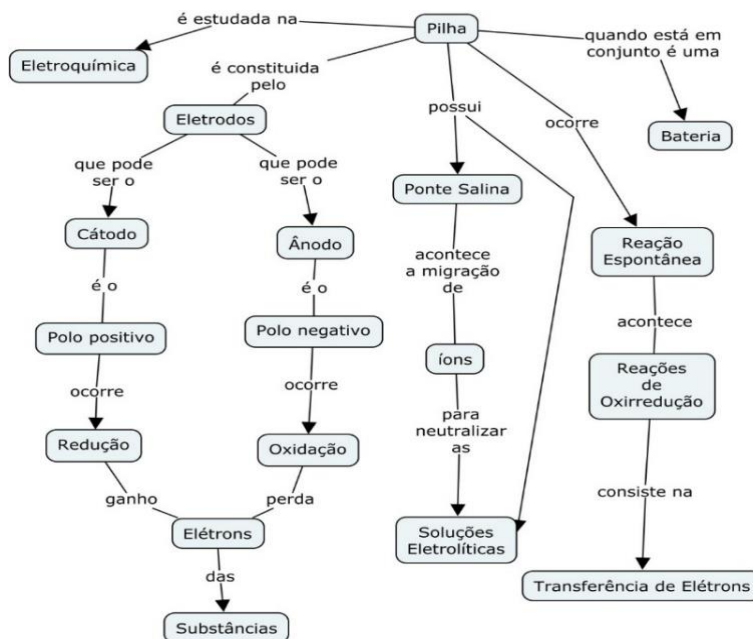 Pilha
é estudada na
quando está em
conjunto é uma
Eletroquímica
é constituida
pelo
possui
ocorre
Bateria
Eletrodos
que pode
ser o
que pode
ser o
Ponte Salina
Cátodo
Ânodo
Reação
Espontânea
acontece
a migração
de
é o
é o
acontece
Polo positivo
Polo negativo
íons
Reações
de
Oxirredução
ocorre
ocorre
para
neutralizar
as
Redução
Oxidação
consiste na
ganho
perda
Elétrons
Soluções
Eletrolíticas
das
Transferência de Elétrons
Substâncias